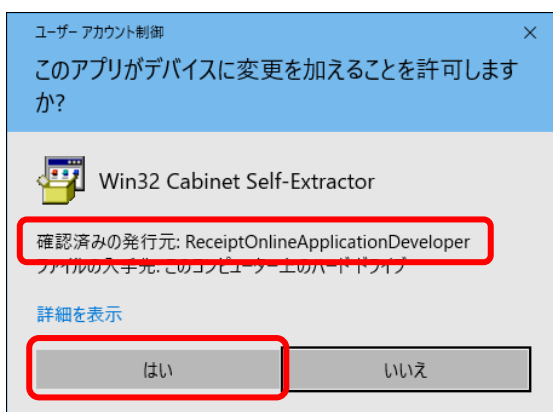 ユーザー アカウント制御
このアプリがデバイスに変更を加えることを許可します
か?
Win32 Cabinet Self-Extractor
確認済みの発行元: ReceiptOnlineApplicationDeveloper
ファイルの入手先: このコンピューター上のハード ドライブ
詳細を表示
はい
いいえ